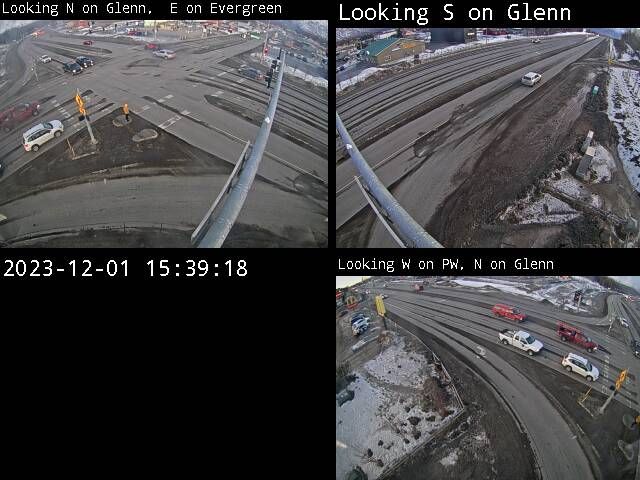 Looking N on Glenn,  E on Evergreen
Looking S on Glenn
2023-12-01 15:39:18
Looking W on PW, N on Glenn